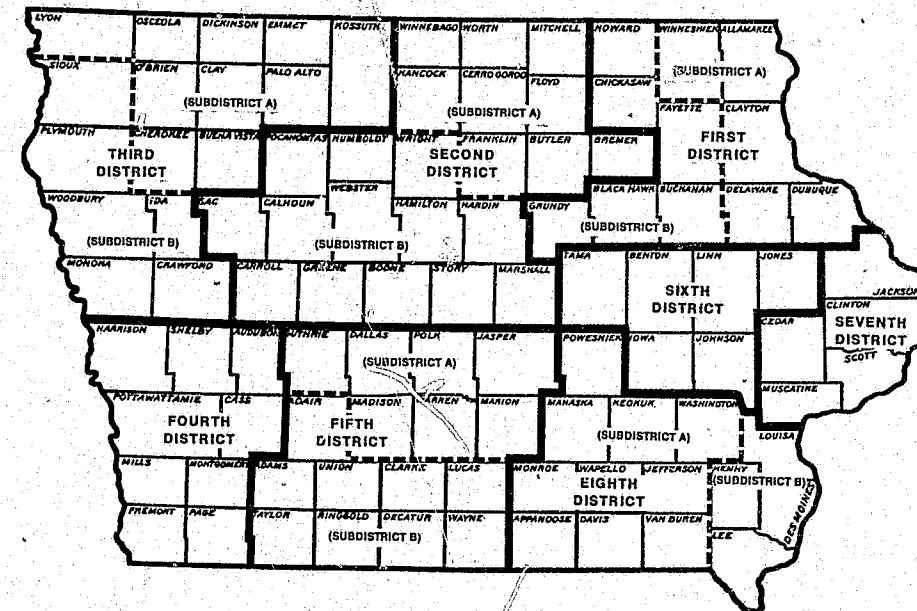 LYON OSCEOLA DICKINSON EMMET KOSSUTH WINNEBAGO WORTH MITCHELL HOWARD WINNESHIEK ALLAMAKEE
SIOUX O'BRIEN CLAY PALO ALTO HANCOCK CERRO GORDO FLOYD CHICKASAW
(SUBDISTRICT A) (SUBDISTRICT A) (SUBDISTRICT A)
FAYETTE CLAYTON
PLYMOUTH CHEROKEE BUENA VISTA POCAHONTAS HUMBOLDT WRIGHT FRANKLIN BUTLER BREMER
THIRD
DISTRICT
SECOND
DISTRICT
FIRST
DISTRICT
WEBSTER BLACK HAWK BUCHANAN DELAWARE DUBUQUE
WOODBURY IDA SAC CALHOUN HAMILTON HARDIN GRUNDY
(SUBDISTRICT B) (SUBDISTRICT B) (SUBDISTRICT B)
MONONA CRAWFORD CARROLL GREENE BOONE STORY MARSHALL TAMA BENTON LINN JONES
JACKSON
SIXTH
DISTRICT
CLINTON
SEVENTH
DISTRICT
CEDAR
SCOTT
HARRISON SHELBY AUDUBON GUTHRIE DALLAS POLK JASPER POWESHIEK IOWA JOHNSON
(SUBDISTRICT A)
MUSCATINE
POTTAWATTAMIE CASS ADAIR MADISON WARREN MARION MAHASKA KEOKUK WASHINGTON
FOURTH
DISTRICT
FIFTH
DISTRICT
(SUBDISTRICT A)
LOUISA
MILLS MONTGOMERY ADAMS UNION CLARKE LUCAS MONROE WAPELLO JEFFERSON HENRY
EIGHTH
DISTRICT
(SUBDISTRICT B)
DES MOINES
FREMONT PAGE TAYLOR RINGGOLD DECATUR WAYNE APPANOOSE DAVIS VAN BUREN
(SUBDISTRICT B)
LEE